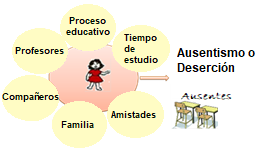 Proceso
educativo
Tiempo
de
estudio
Profesores
Ausentismo o
Deserción
Compañeros
Ausentes
Amistades
Familia